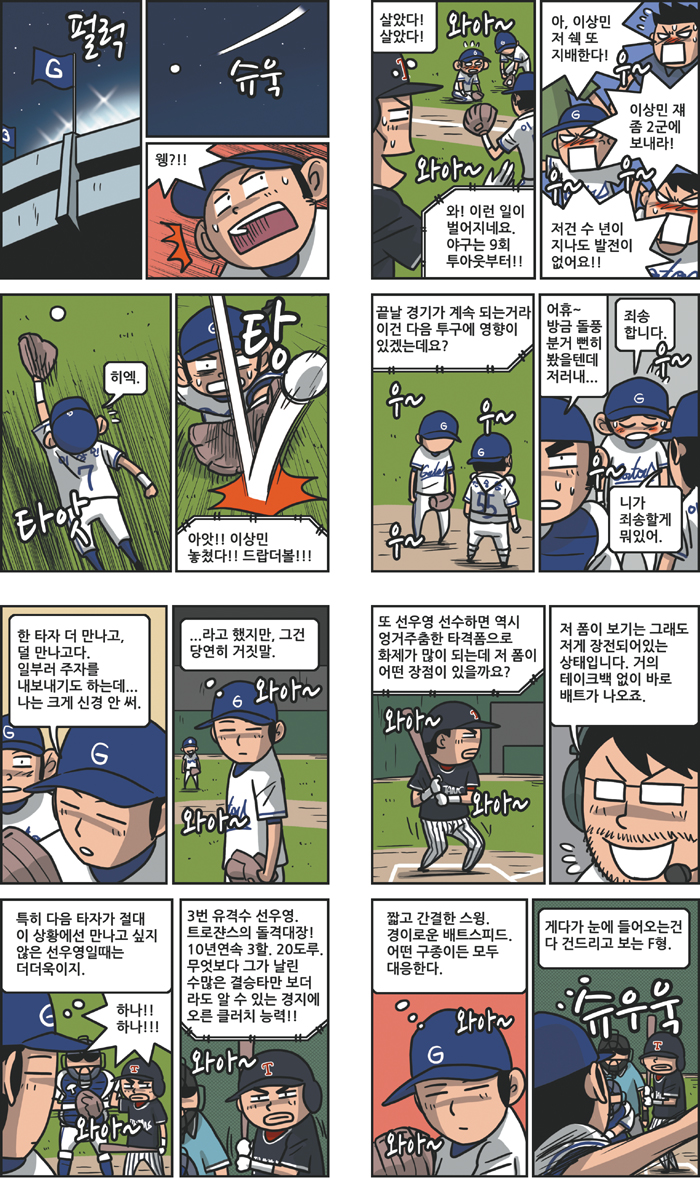 펄럭
G
3
슈욱
웽?!!
히엑.
이상민
7
타앗
탕
아앗!! 이상민
놓쳤다!! 드랍더볼!!!
살았다!
살았다!
와아~
T
와아~
와! 이런 일이
벌어지네요.
야구는 9회
투아웃부터!!
아, 이상민
저 쉑 또
지배한다!
우~
이상민 쟤
좀 2군에
보내라!
G
우~
우~
저건 수 년이
지나도 발전이
없어요!!
끝날 경기가 계속 되는거라
이건 다음 투구에 영향이
있겠는데요?
우~
우~
G
G
우~
어휴~
방금 돌풍
분거 뻔히
봤을텐데
저러내...
죄송
합니다.
우~
G
우~
니가
죄송할게
뭐있어.
한 타자 더 만나고,
덜 만나고다.
일부러 주자를
내보내기도 하는데...
나는 크게 신경 안 써.
G
...라고 했지만, 그건
당연히 거짓말.
와아~
G
와아~
특히 다음 타자가 절대
이 상황에선 만나고 싶지
않은 선우영일때는
더더욱이지.
G
하나!!
하나!!!
T
와아~
3번 유격수 선우영.
트로쟌스의 돌격대장!
10년연속 3할. 20도루.
무엇보다 그가 날린
수많은 결승타만 보더
라도 알 수 있는 경지에
오른 클러치 능력!!
와아~
T
또 선우영 선수하면 역시
엉거주춤한 타격폼으로
화제가 많이 되는데 저 폼이
어떤 장점이 있을까요?
와아~
T
와아~
저 폼이 보기는 그래도
저게 장전되어있는
상태입니다. 거의
테이크백 없이 바로
배트가 나오죠.
짧고 간결한 스윙.
경이로운 배트스피드.
어떤 구종이든 모두
대응한다.
와아~
G
와아~
게다가 눈에 들어오는건
다 건드리고 보는 F형.
슈우욱
T